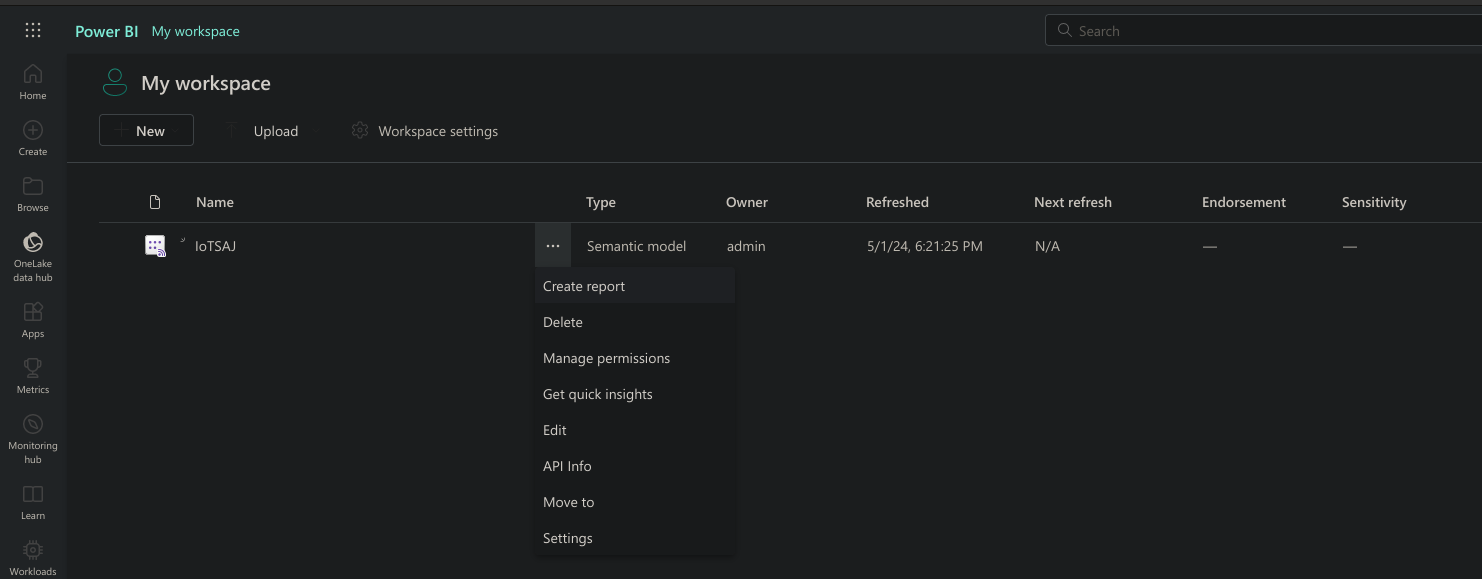 Power BI My workspace
Search
Home
Create
Browse
OneLake
data hub
Apps
Metrics
Monitoring
hub
Learn
Workloads
My workspace
New Upload Workspace settings
Name Type Owner Refreshed Next refresh Endorsement Sensitivity
IoTSAJ ... Semantic model admin 5/1/24, 6:21:25 PM N/A — —
Create report
Delete
Manage permissions
Get quick insights
Edit
API Info
Move to
Settings